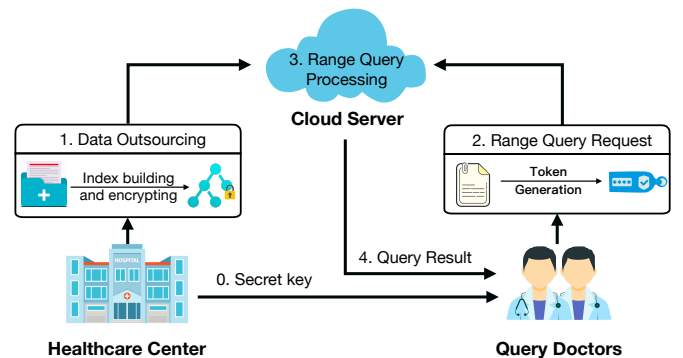 3. Range Query
Processing
Cloud Server
1. Data Outsourcing
Index building
and encrypting
2. Range Query Request
Token
Generation
HOSPITAL
0. Secret key
4. Query Result
Healthcare Center
Query Doctors